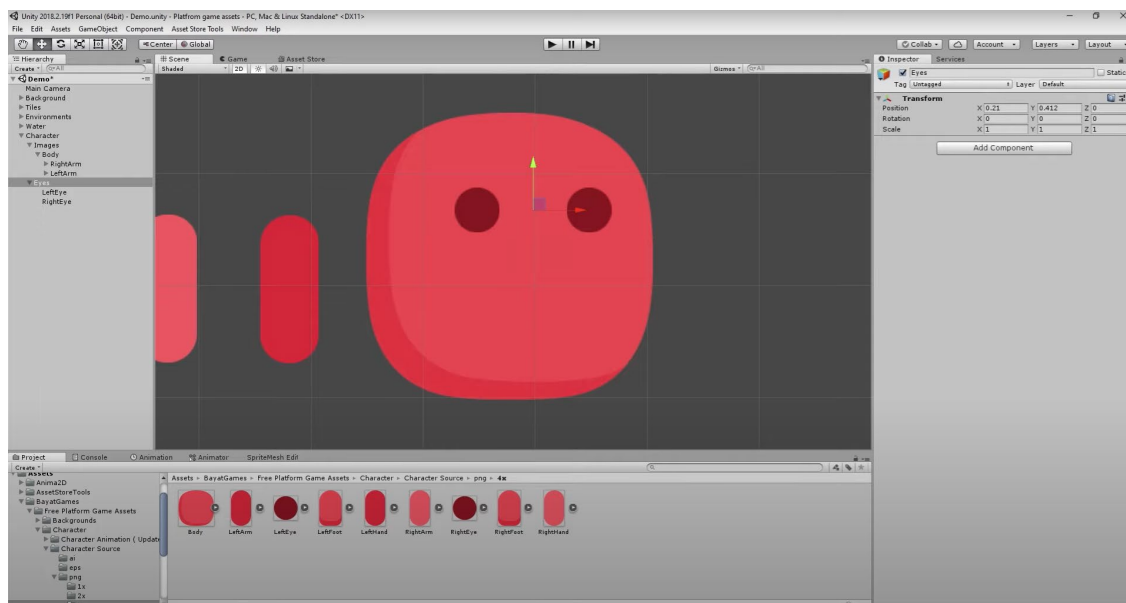 Unity 2018.2.19f1 Personal (64bit) - Demo.unity - Platfrom game assets - PC, Mac & Linux Standalone* <DX11>
File Edit Assets GameObject Component Asset Store Tools Window Help
Center Global Collab Account Layers Layout
Hierarchy
Create All
Demo*
Main Camera
Background
Tiles
Environments
Water
Character
Images
Body
RightArm
LeftArm
Eyes
LeftEye
RightEye
Scene Game Asset Store
Shaded 2D Gizmos All
Inspector Services
Eyes Static
Tag Untagged Layer Default
Transform
Position X 0.21 Y 0.412 Z 0
Rotation X 0 Y 0 Z 0
Scale X 1 Y 1 Z 1
Add Component
Project Console Animation Animator SpriteMesh Edit
Create
Assets
Anima2D
AssetStoreTools
BayatGames
Free Platform Game Assets
Backgrounds
Character
Character Animation ( Updat
Character Source
ai
eps
png
1x
2x
Assets BayatGames Free Platform Game Assets Character Character Source png 4x
Body LeftArm LeftEye LeftFoot LeftHand RightArm RightEye RightFoot RightHand